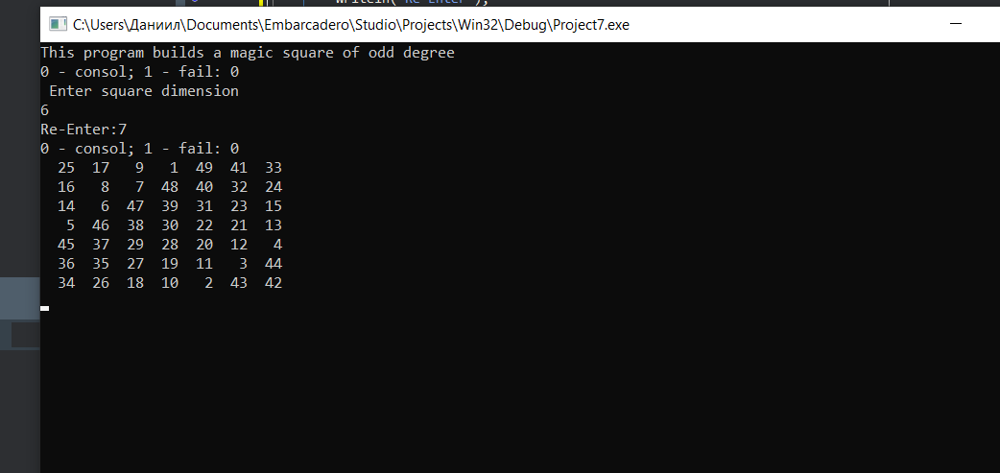 C:\Users\Даниил\Documents\Embarcadero\Studio\Projects\Win32\Debug\Project7.exe
This program builds a magic square of odd degree
0 - consol; 1 - fail: 0
Enter square dimension
6
Re-Enter:7
0 - consol; 1 - fail: 0
25 17 9 1 49 41 33
16 8 7 48 40 32 24
14 6 47 39 31 23 15
5 46 38 30 22 21 13
45 37 29 28 20 12 4
36 35 27 19 11 3 44
34 26 18 10 2 43 42